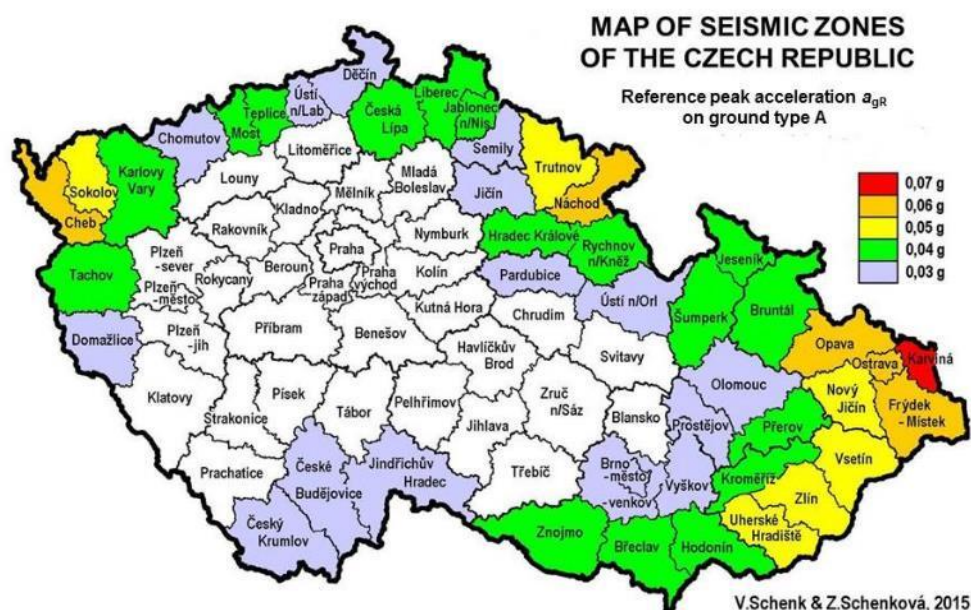 MAP OF SEISMIC ZONES
OF THE CZECH REPUBLIC
Reference peak acceleration agR
on ground type A
0,07 g
0,06 g
0,05 g
0,04 g
0,03 g
Děčín
Ústí
n/Lab
Teplice
Most
Chomutov
Česká
Lípa
Liberec
Jablonec
n/Nis
Semily
Trutnov
Náchod
Jičín
Litoměřice
Louny
Mělník
Mladá
Boleslav
Karlovy
Vary
Sokolov
Cheb
Kladno
Rakovník
Nymburk
Hradec Králové
Rychnov
n/Kněž
Praha
Plzeň
-sever
Rokycany
Beroun
Praha
východ
Praha
západ
Kolín
Pardubice
Tachov
Plzeň
-město
Kutná Hora
Chrudim
Ústí n/Orl
Jeseník
Šumperk
Bruntál
Domažlice
Plzeň
-jih
Příbram
Benešov
Havlíčkův
Brod
Svitavy
Opava
Ostrava
Karviná
Olomouc
Nový
Jičín
Frýdek
- Místek
Klatovy
Strakonice
Písek
Tábor
Pelhřimov
Jihlava
Zruč
n/Sáz
Blansko
Prostějov
Přerov
Vsetín
Prachatice
České
Budějovice
Jindřichův
Hradec
Třebíč
Brno
-město
-venkov
Vyškov
Kroměříž
Zlín
Český
Krumlov
Znojmo
Břeclav
Hodonín
Uherské
Hradiště
V.Schenk & Z.Schenková, 2015